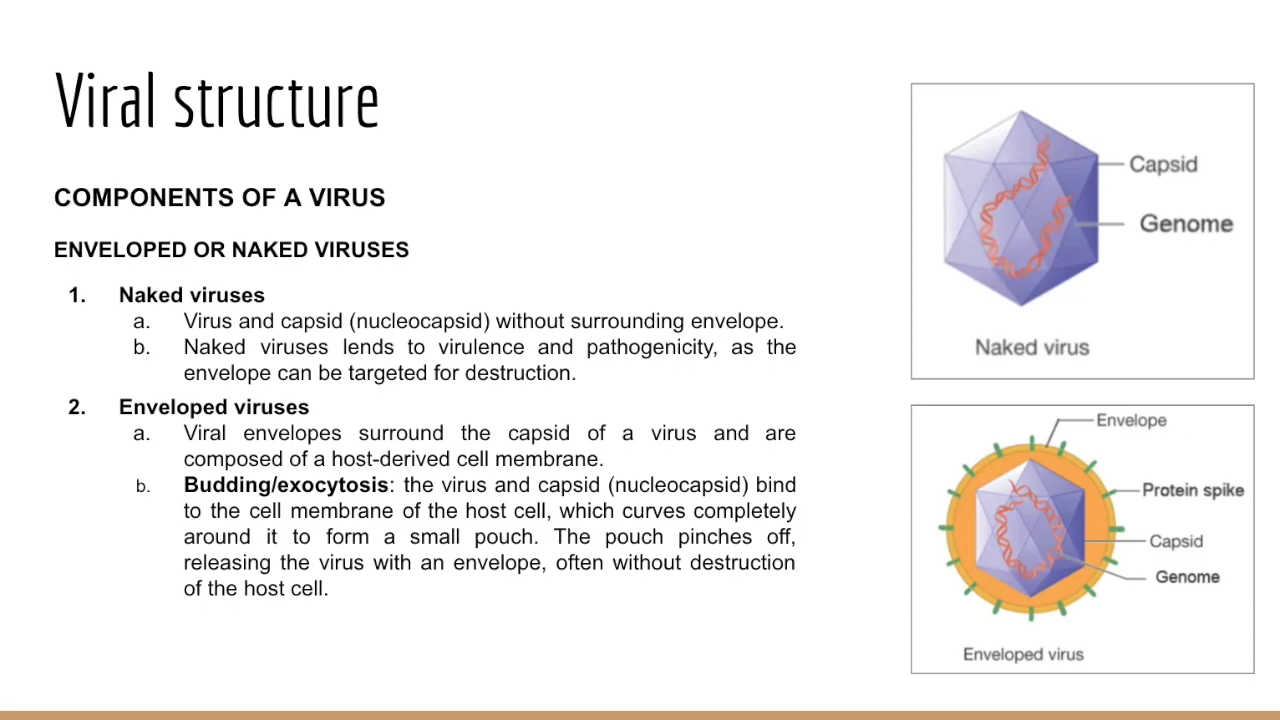 Viral structure
COMPONENTS OF A VIRUS
ENVELOPED OR NAKED VIRUSES
1. Naked viruses
a. Virus and capsid (nucleocapsid) without surrounding envelope.
b. Naked viruses lends to virulence and pathogenicity, as the
envelope can be targeted for destruction.
2. Enveloped viruses
a. Viral envelopes surround the capsid of a virus and are
composed of a host-derived cell membrane.
b. Budding/exocytosis: the virus and capsid (nucleocapsid) bind
to the cell membrane of the host cell, which curves completely
around it to form a small pouch. The pouch pinches off,
releasing the virus with an envelope, often without destruction
of the host cell.
Capsid
Genome
Naked virus
Envelope
Protein spike
Capsid
Genome
Enveloped virus